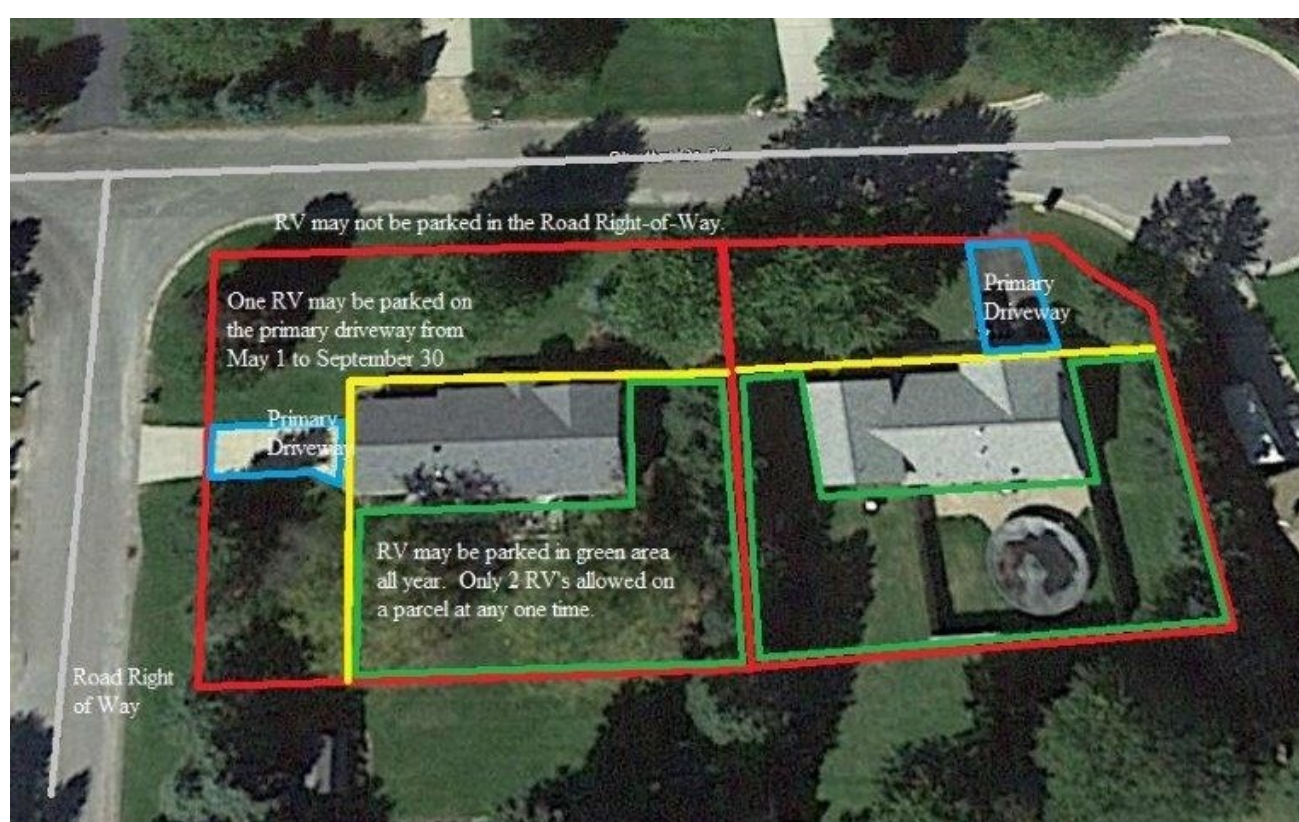 RV may not be parked in the Road Right-of-Way.
One RV may be parked on
the primary driveway from
May 1 to September 30
Primary
Driveway
Primary
Driveway
RV may be parked in green area
all year. Only 2 RV's allowed on
a parcel at any one time.
Road Right
of Way